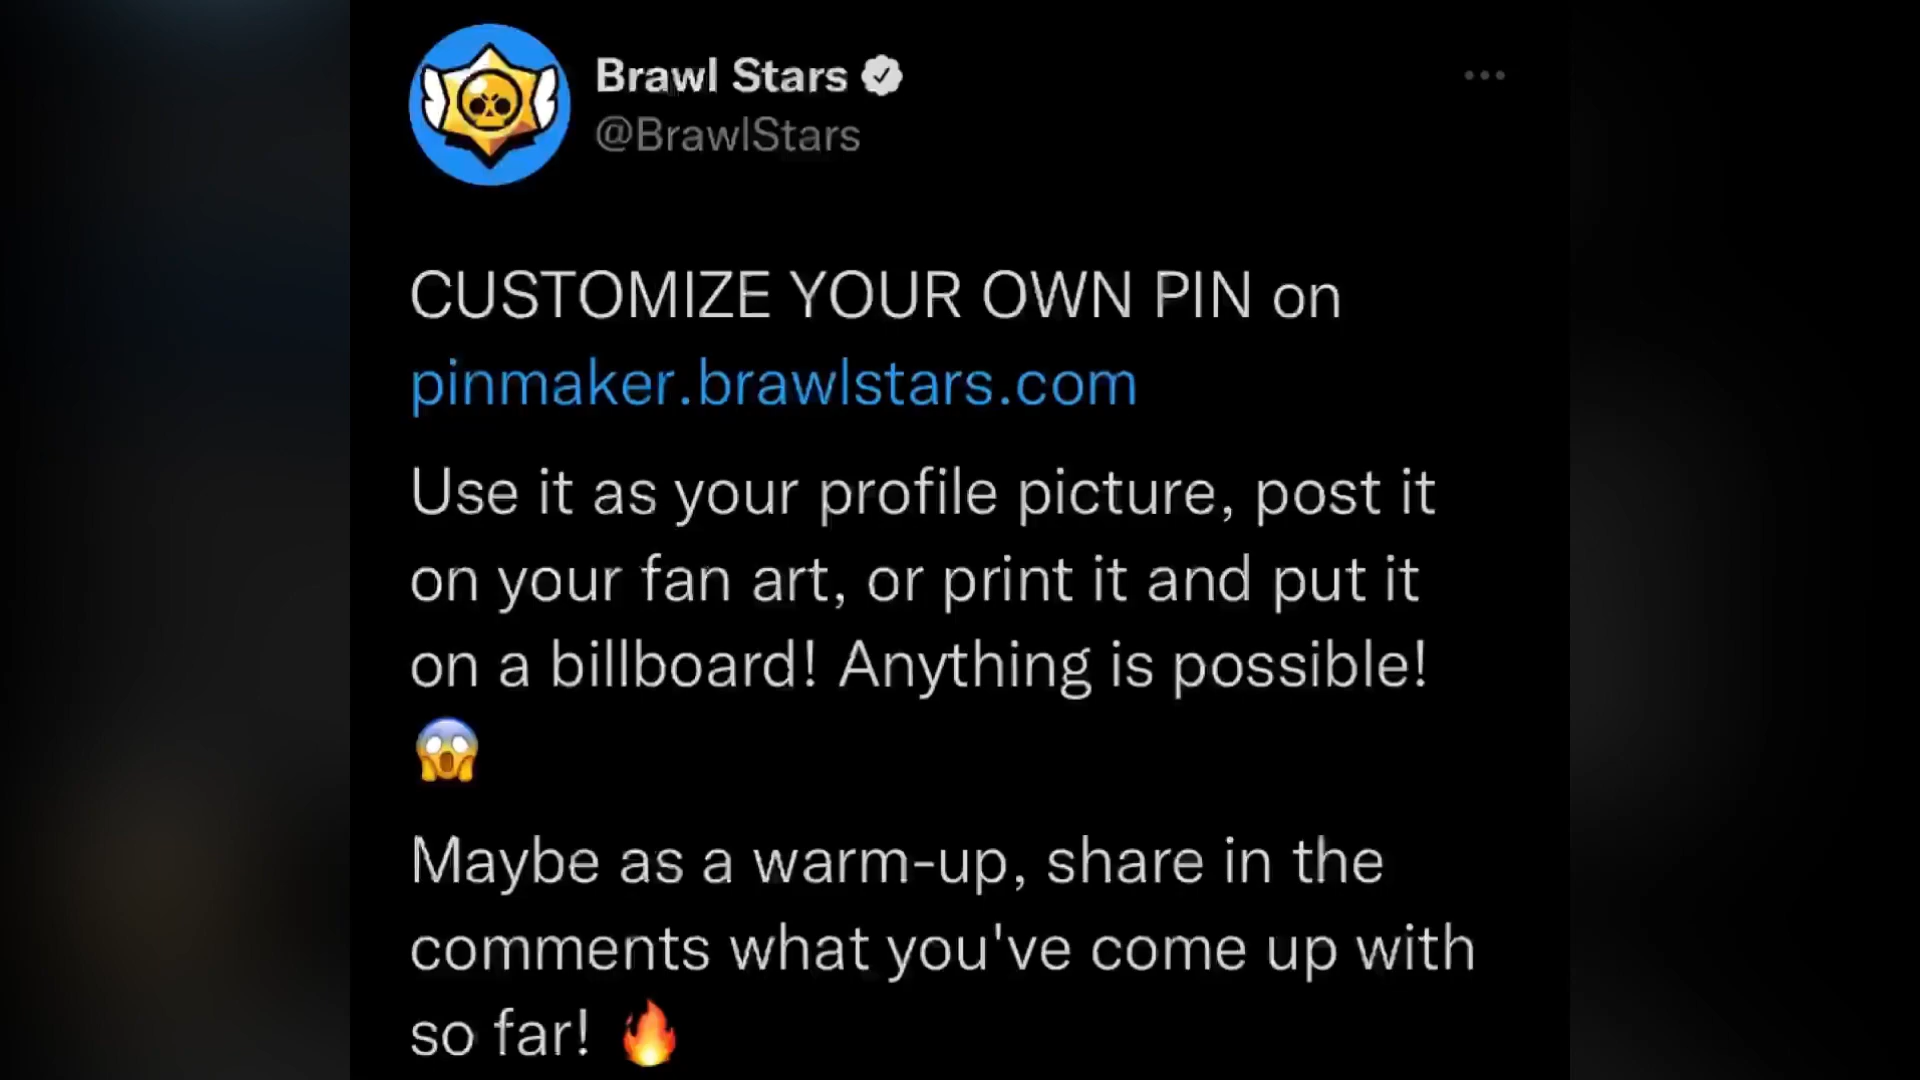 Brawl Stars
@BrawlStars
CUSTOMIZE YOUR OWN PIN on
pinmaker.brawlstars.com
Use it as your profile picture, post it
on your fan art, or print it and put it
on a billboard! Anything is possible!
😱
Maybe as a warm-up, share in the
comments what you've come up with
so far! 🔥